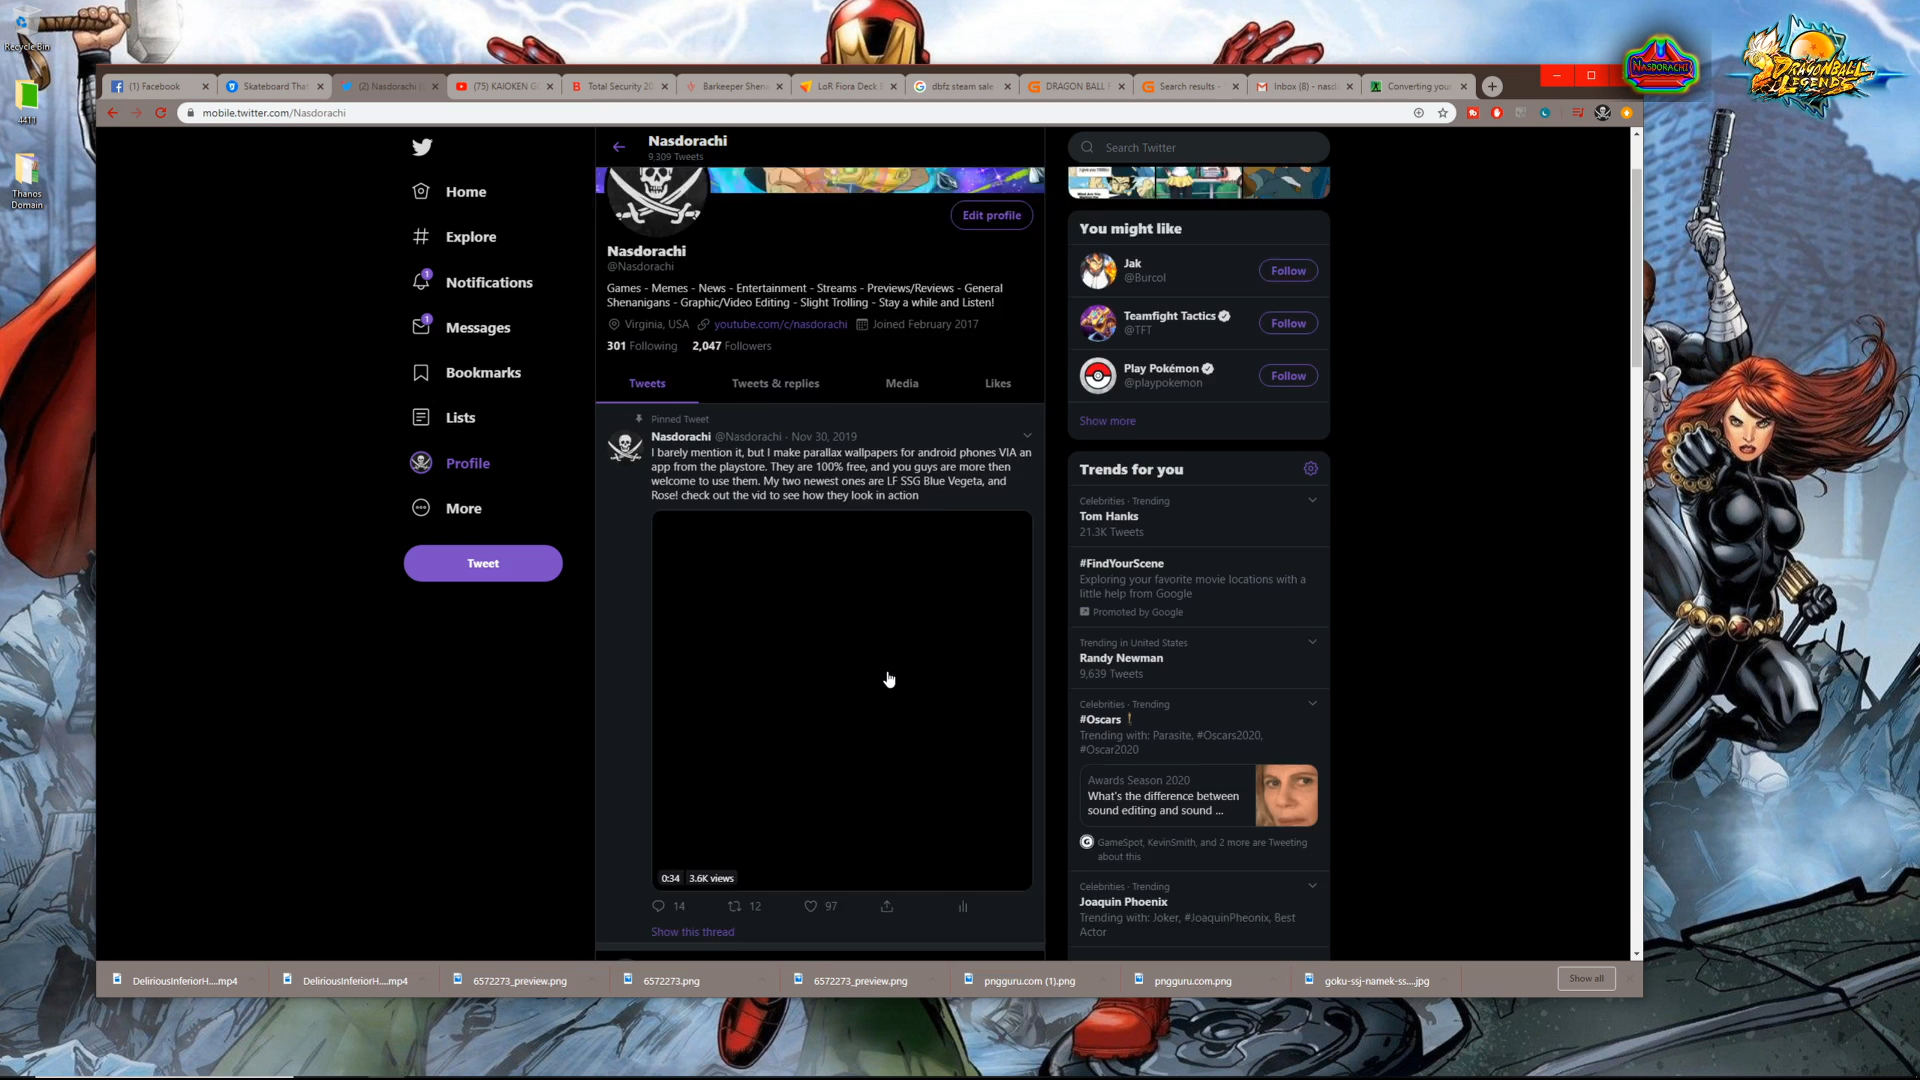 Recycle Bin
4411
Thanos
Domain
(1) Facebook
Skateboard That
(2) Nasdorachi
(75) KAIOKEN G
Total Security 20
Barkeeper Shen
LoR Fiora Deck
dbfz steam sale
DRAGON BALL F
Search results -
Inbox (8) - nasd
Converting your
NASDORACHI
DRAGONBALL
LEGENDS
mobile.twitter.com/Nasdorachi
Home
Explore
1
Notifications
1
Messages
Bookmarks
Lists
Profile
More
Tweet
Nasdorachi
9,309 Tweets
Edit profile
Nasdorachi
@Nasdorachi
Games - Memes - News - Entertainment - Streams - Previews/Reviews - General
Shenanigans - Graphic/Video Editing - Slight Trolling - Stay a while and Listen!
Virginia, USA youtube.com/c/nasdorachi Joined February 2017
301 Following 2,047 Followers
Tweets Tweets & replies Media Likes
Pinned Tweet
Nasdorachi @Nasdorachi · Nov 30, 2019
I barely mention it, but I make parallax wallpapers for android phones VIA an
app from the playstore. They are 100% free, and you guys are more then
welcome to use them. My two newest ones are LF SSG Blue Vegeta, and
Rose! check out the vid to see how they look in action
0:34 3.6K views
14 12 97
Show this thread
Search Twitter
You might like
Jak
@Burcol
Follow
Teamfight Tactics
@TFT
Follow
Play Pokémon
@playpokemon
Follow
Show more
Trends for you
Celebrities · Trending
Tom Hanks
21.3K Tweets
#FindYourScene
Exploring your favorite movie locations with a
little help from Google
Promoted by Google
Trending in United States
Randy Newman
9,639 Tweets
Celebrities · Trending
#Oscars
Trending with: Parasite, #Oscars2020,
#Oscar2020
Awards Season 2020
What's the difference between
sound editing and sound ...
GameSpot, KevinSmith, and 2 more are Tweeting
about this
Celebrities · Trending
Joaquin Phoenix
Trending with: Joker, #JoaquinPheonix, Best
Actor
DeliriousInferiorH....mp4
DeliriousInferiorH....mp4
6572273_preview.png
6572273.png
6572273_preview.png
pngguru.com (1).png
pngguru.com.png
goku-ssj-namek-ss....jpg
Show all